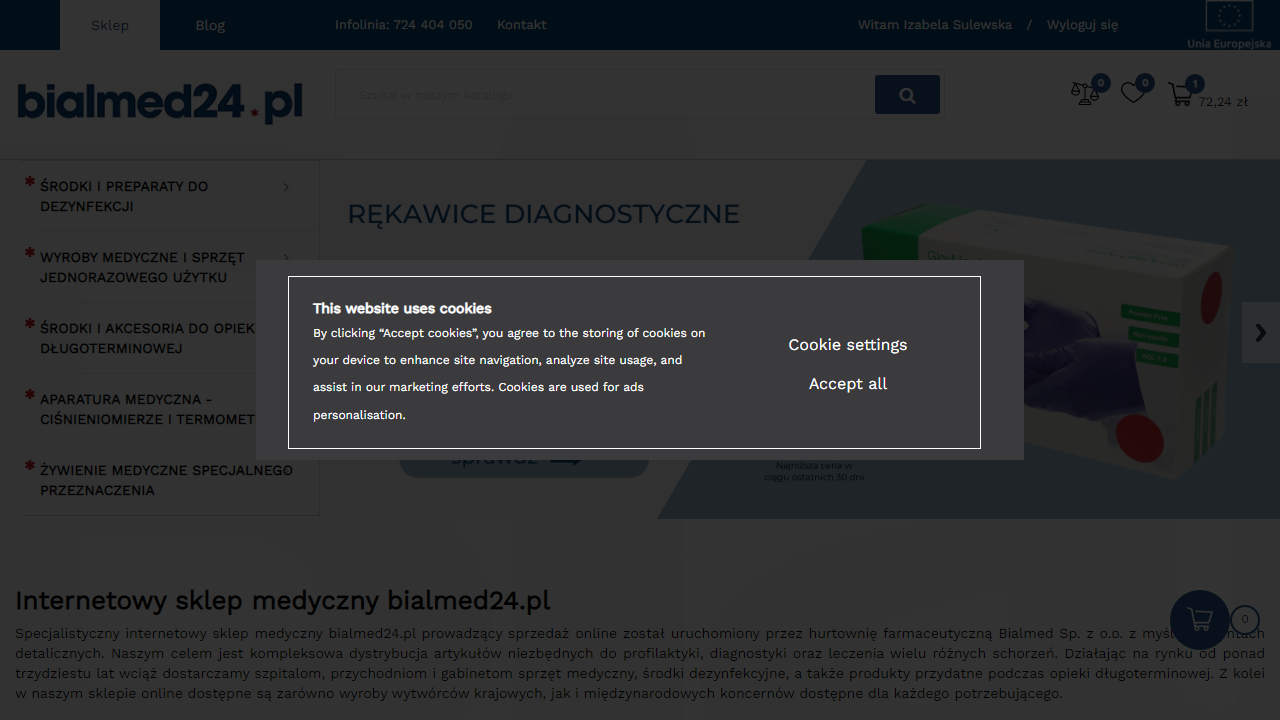 Sklep
Blog
Infolinia: 724 404 050
Kontakt
Witam Izabela Sulewska / Wyloguj się
Unia Europejska
bialmed24.pl
Szukaj w naszym katalogu
0
0
1
72,24 zł
ŚRODKI I PREPARATY DO
DEZYNFEKCJI
WYROBY MEDYCZNE I SPRZĘT
JEDNORAZOWEGO UŻYTKU
ŚRODKI I AKCESORIA DO OPIEK
DŁUGOTERMINOWEJ
APARATURA MEDYCZNA -
CIŚNIENIOMIERZE I TERMOMET
ŻYWIENIE MEDYCZNE SPECJALNEGO
PRZEZNACZENIA
RĘKAWICE DIAGNOSTYCZNE
Powder Free
Non-sterile
This website uses cookies
By clicking “Accept cookies”, you agree to the storing of cookies on
your device to enhance site navigation, analyze site usage, and
assist in our marketing efforts. Cookies are used for ads
personalisation.
Cookie settings
Accept all
sprawdź
Najniższa cena w
ciągu ostatnich 30 dni
Internetowy sklep medyczny bialmed24.pl
Specjalistyczny internetowy sklep medyczny bialmed24.pl prowadzący sprzedaż online został uruchomiony przez hurtownię farmaceutyczną Bialmed Sp. z o.o. z myśl
detalicznych. Naszym celem jest kompleksowa dystrybucja artykułów niezbędnych do profilaktyki, diagnostyki oraz leczenia wielu różnych schorzeń. Działając na rynku od ponad
trzydziestu lat wciąż dostarczamy szpitalom, przychodniom i gabinetom sprzęt medyczny, środki dezynfekcyjne, a także produkty przydatne podczas opieki długoterminowej. Z kolei
w naszym sklepie online dostępne są zarówno wyroby wytwórców krajowych, jak i międzynarodowych koncernów dostępne dla każdego potrzebującego.
0